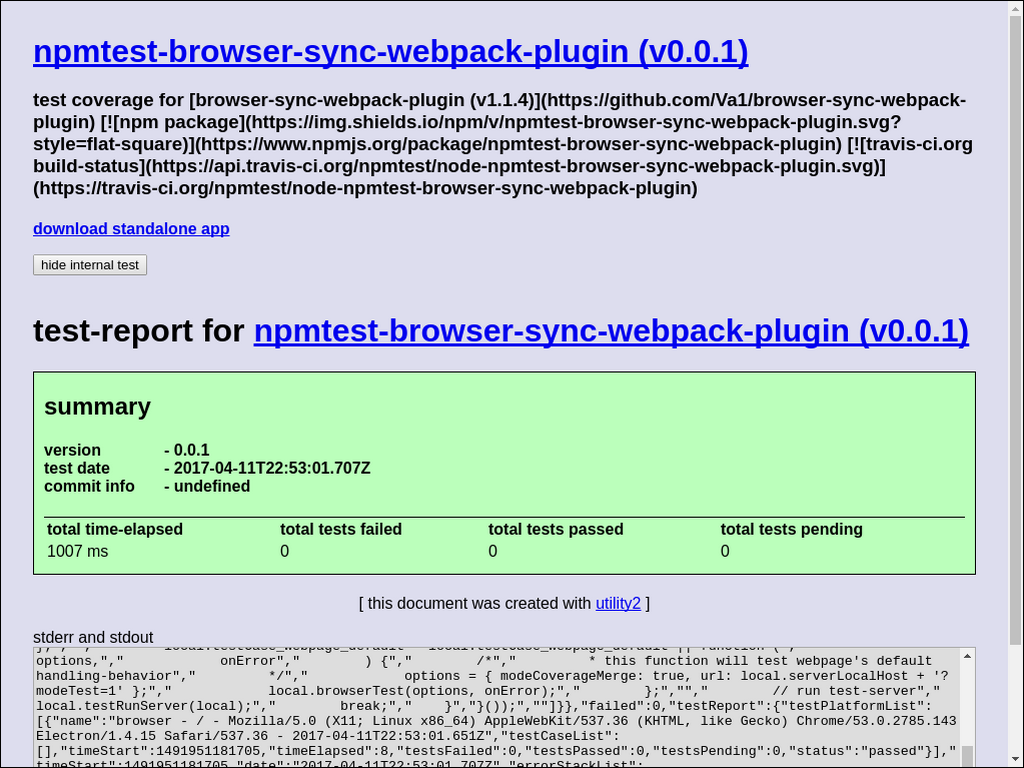 npmtest-browser-sync-webpack-plugin (v0.0.1)
test coverage for [browser-sync-webpack-plugin (v1.1.4)](https://github.com/Va1/browser-sync-webpack-
plugin) [![npm package](https://img.shields.io/npm/v/npmtest-browser-sync-webpack-plugin.svg?
style=flat-square)](https://www.npmjs.org/package/npmtest-browser-sync-webpack-plugin) [![travis-ci.org
build-status](https://api.travis-ci.org/npmtest/node-npmtest-browser-sync-webpack-plugin.svg)]
(https://travis-ci.org/npmtest/node-npmtest-browser-sync-webpack-plugin)
download standalone app
hide internal test
test-report for npmtest-browser-sync-webpack-plugin (v0.0.1)
summary
version - 0.0.1
test date - 2017-04-11T22:53:01.707Z
commit info - undefined
total time-elapsed total tests failed total tests passed total tests pending
1007 ms 0 0 0
[ this document was created with utility2 ]
stderr and stdout
options,","            onError","        ) {","        /*","         * this function will test webpage's default
handling-behavior","         */","            options = { modeCoverageMerge: true, url: local.serverLocalHost + '?
modeTest=1' };","            local.browserTest(options, onError);","        };","","        // run test-server","
local.testRunServer(local);","        break;","    }","}());",""]}},"failed":0,"testReport":{"testPlatformList":
[{"name":"browser - / - Mozilla/5.0 (X11; Linux x86_64) AppleWebKit/537.36 (KHTML, like Gecko) Chrome/53.0.2785.143
Electron/1.4.15 Safari/537.36 - 2017-04-11T22:53:01.651Z","testCaseList":
[],"timeStart":1491951181705,"timeElapsed":8,"testsFailed":0,"testsPassed":0,"testsPending":0,"status":"passed"}],"
timeStart":1491951181705,"date":"2017-04-11T22:53:01.707Z","errorStackList":